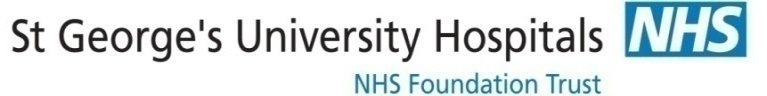 St George's University Hospitals NHS
NHS Foundation Trust